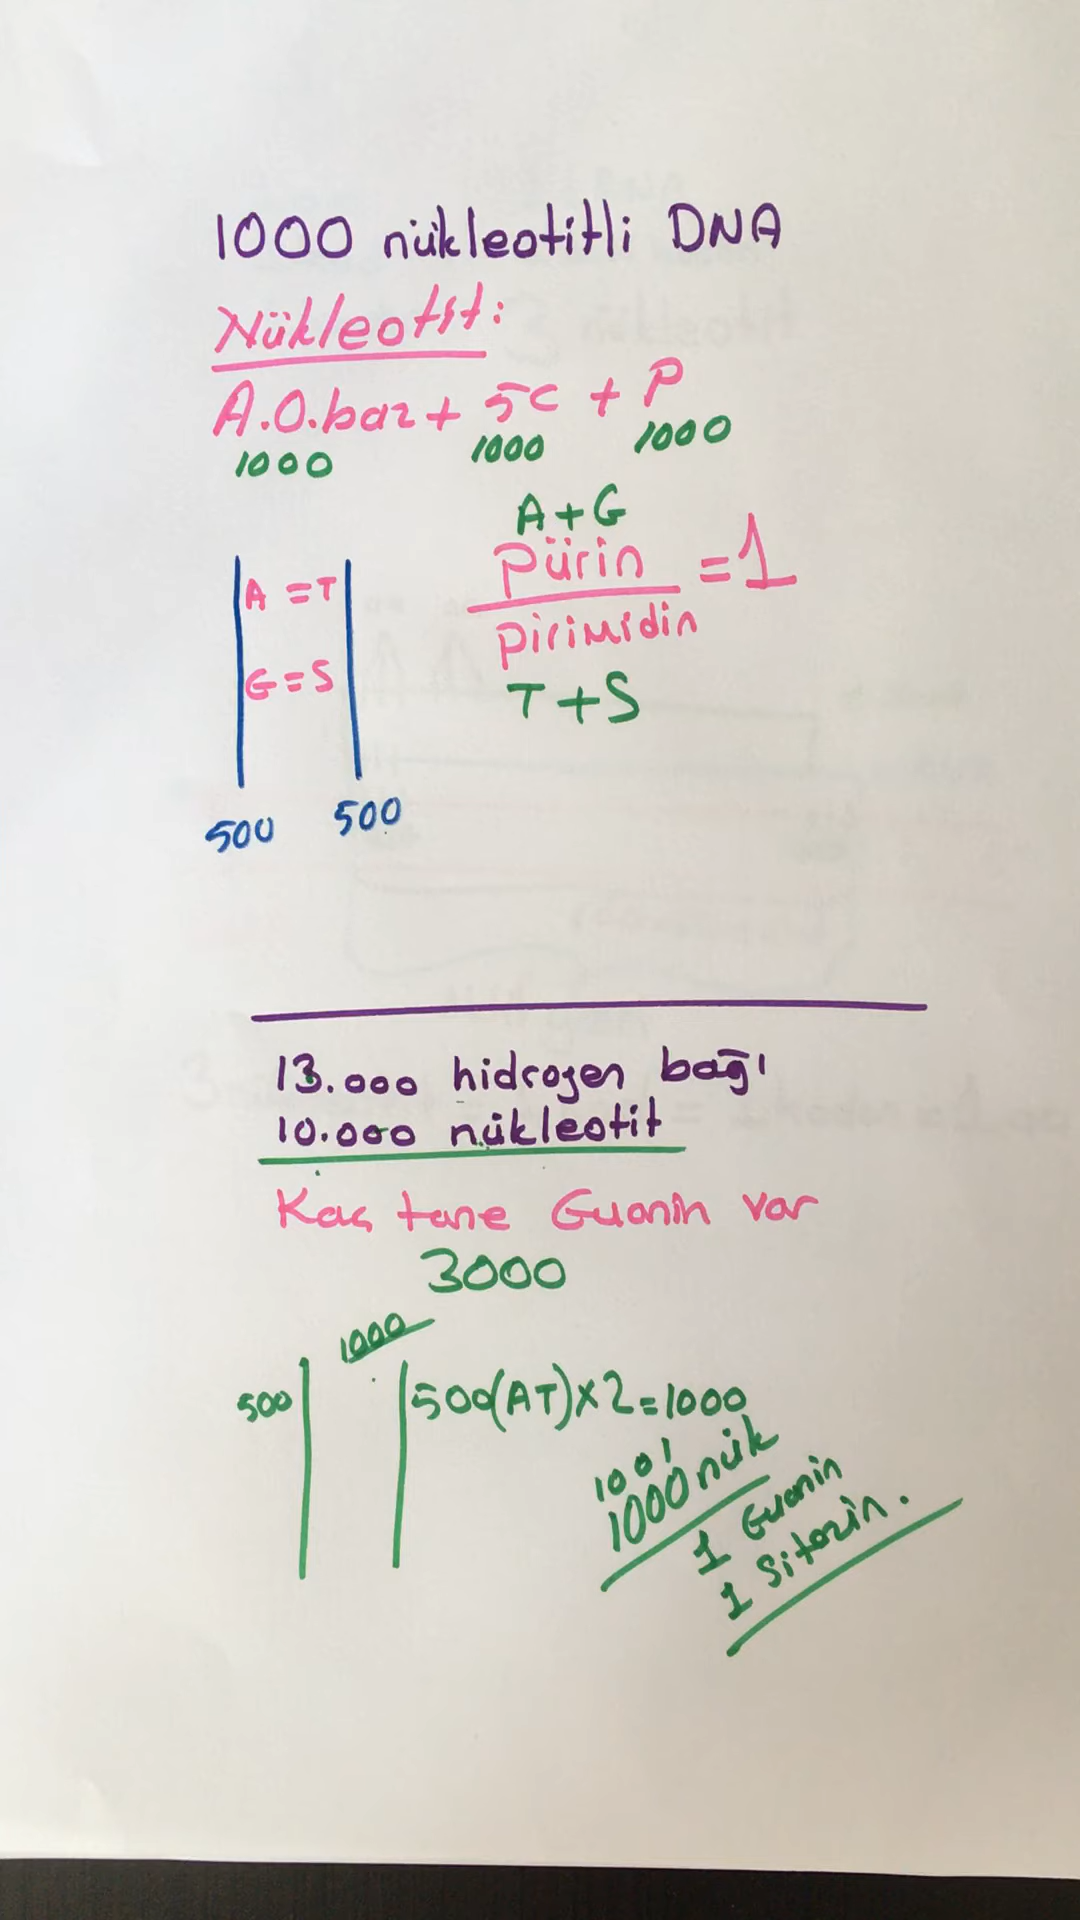 1000 nükleotitli DNA
Nükleotit:
A.O.baz + 5C + P
1000 1000 1000
A+G
A = T
pürin = 1
pirimidin
G = S
T+S
500 500
13.000 hidrojen bağı
10.000 nükleotit
Kaç tane Guanin var
3000
1000
500
500(AT)x2=1000
1001
1000 nük
1 Guanin
1 Sitozin.